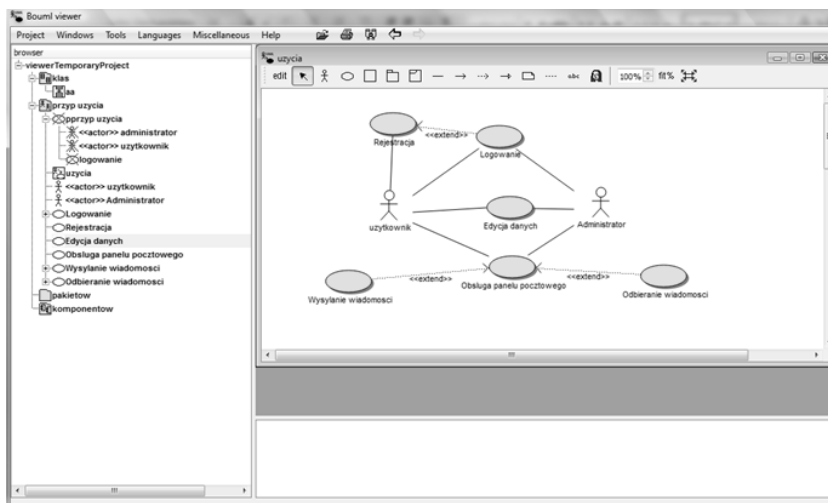 Bouml viewer
Project Windows Tools Languages Miscellaneous Help
browser
viewerTemporaryProject
klas
aa
przyp uzycia
pprzyp uzycia
<<actor>> administrator
<<actor>> uzytkownik
logowanie
uzycia
<<actor>> uzytkownik
<<actor>> Administrator
Logowanie
Rejestracja
Edycja danych
Obsluga panelu pocztowego
Wysylanie wiadomosci
Odbieranie wiadomosci
pakietow
komponentow
uzycia
edit abc 100% fit%
Rejestracja
<<extend>>
Logowanie
uzytkownik
Edycja danych
Administrator
<<extend>>
<<extend>>
Wysylanie wiadomosci
Obsluga panelu pocztowego
Odbieranie wiadomosci